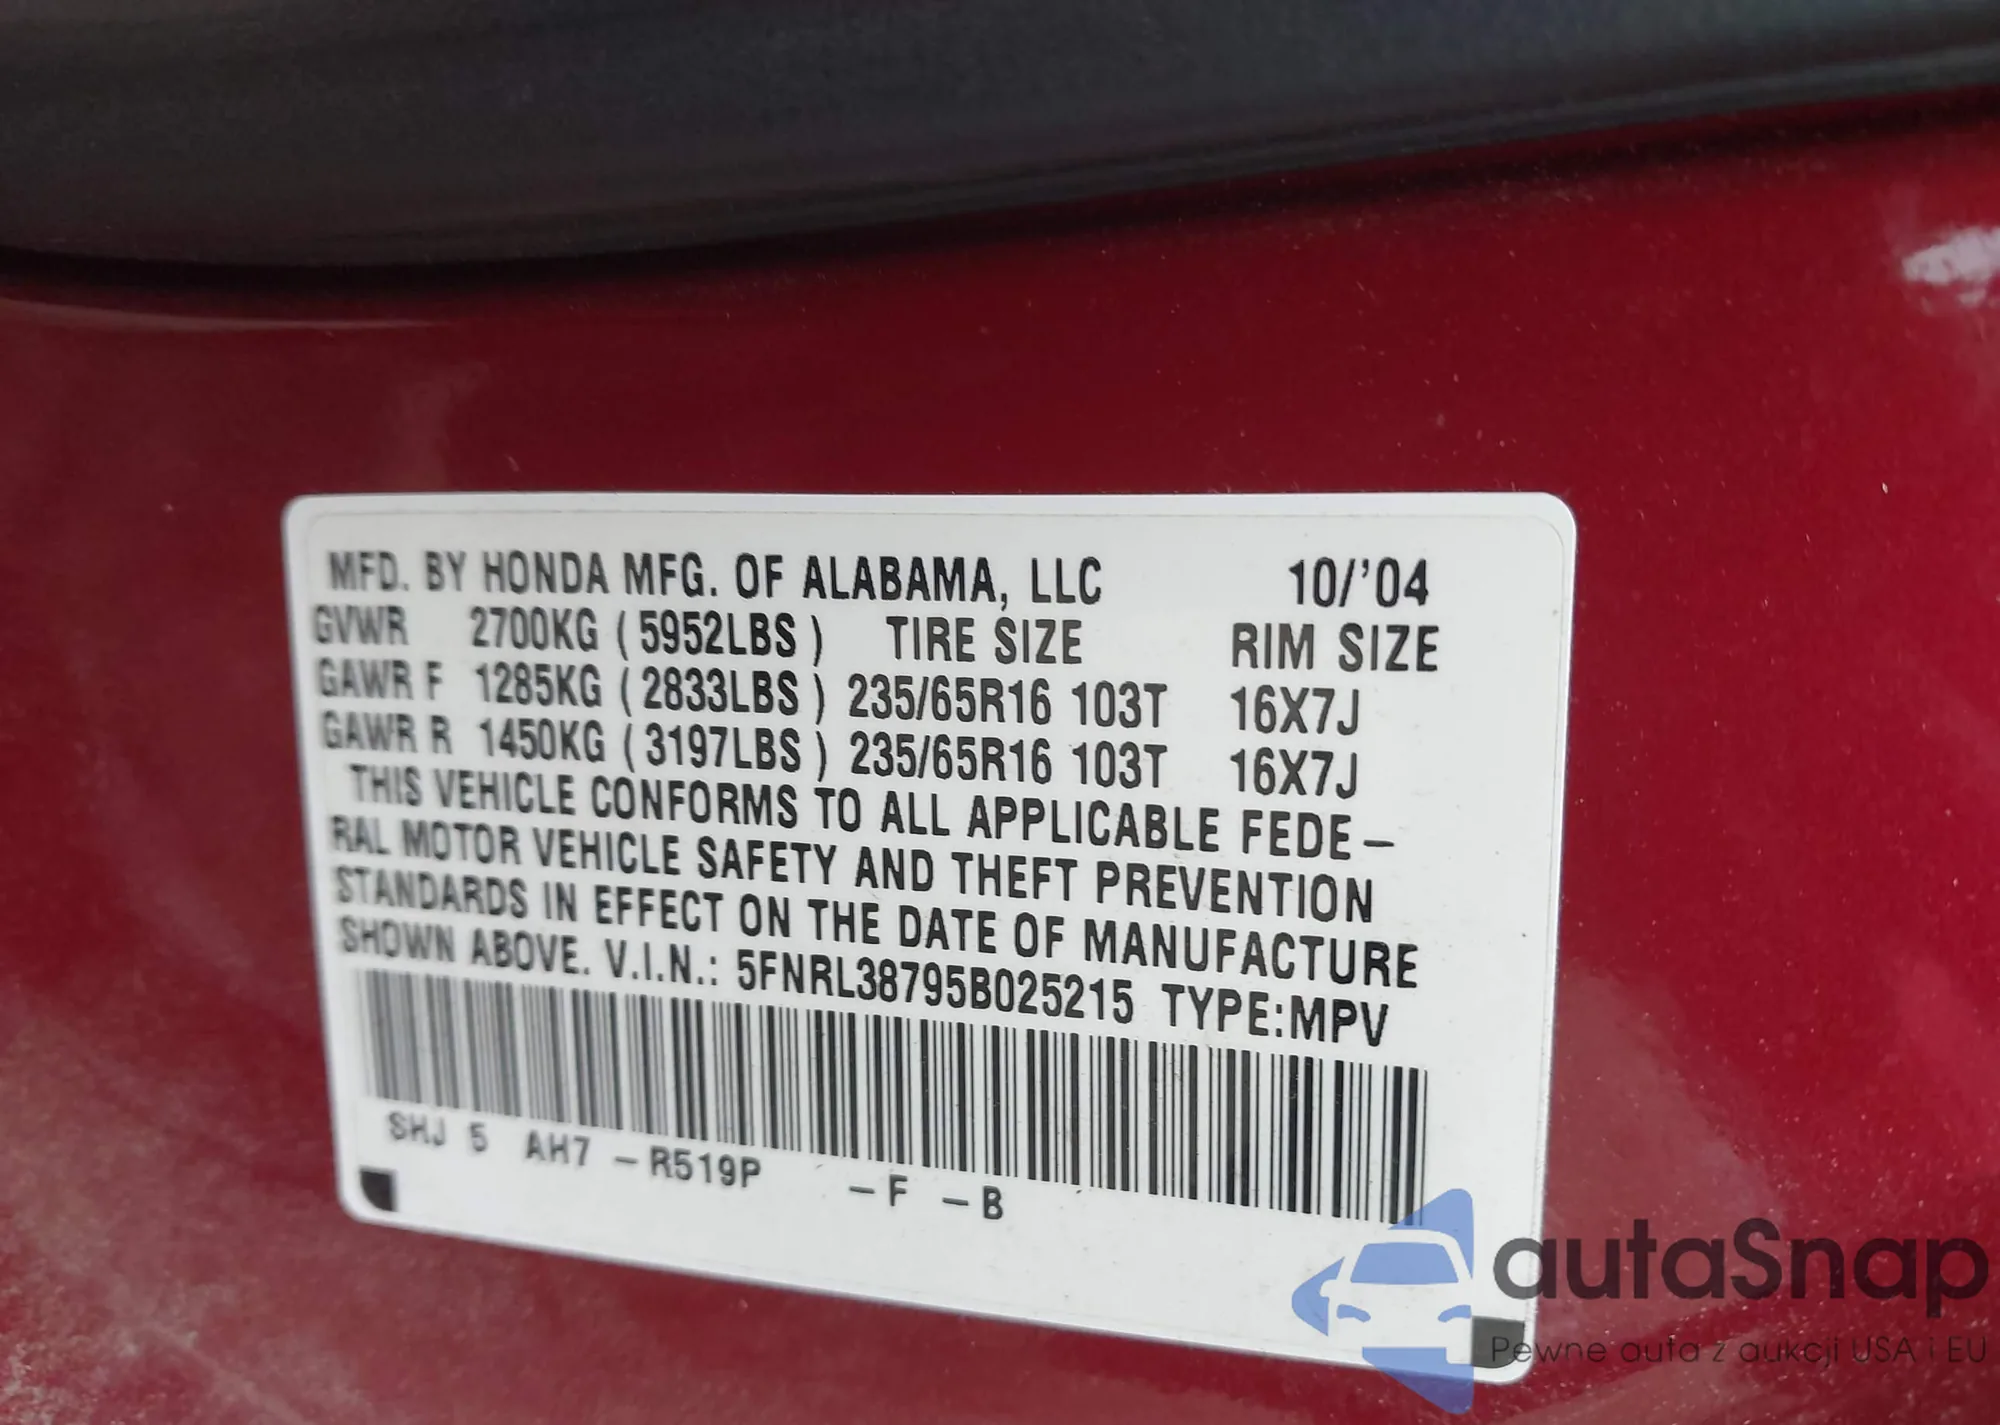 MFD. BY HONDA MFG. OF ALABAMA, LLC 10/'04
GVWR 2700KG ( 5952LBS ) TIRE SIZE RIM SIZE
GAWR F 1285KG ( 2833LBS ) 235/65R16 103T 16X7J
GAWR R 1450KG ( 3197LBS ) 235/65R16 103T 16X7J
THIS VEHICLE CONFORMS TO ALL APPLICABLE FEDE-
RAL MOTOR VEHICLE SAFETY AND THEFT PREVENTION
STANDARDS IN EFFECT ON THE DATE OF MANUFACTURE
SHOWN ABOVE. V.I.N.: 5FNRL38795B025215 TYPE:MPV
SHJ 5 AH7 -R519P -F -B
autaSnap
Pewne auta z aukcji USA i EU